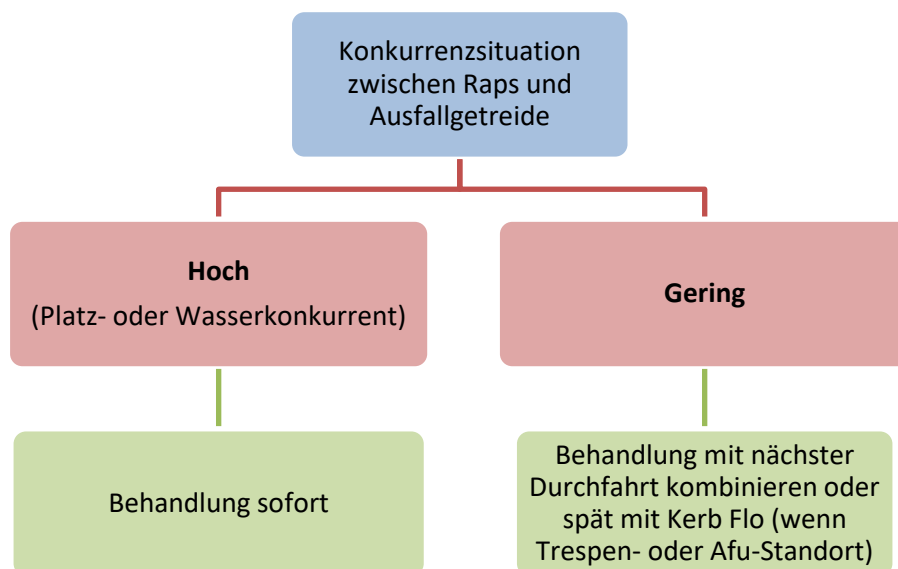 Konkurrenzsituation
zwischen Raps und
Ausfallgetreide
Hoch
(Platz- oder Wasserkonkurrent)
Gering
Behandlung sofort
Behandlung mit nächster
Durchfahrt kombinieren oder
spät mit Kerb Flo (wenn
Trespen- oder Afu-Standort)